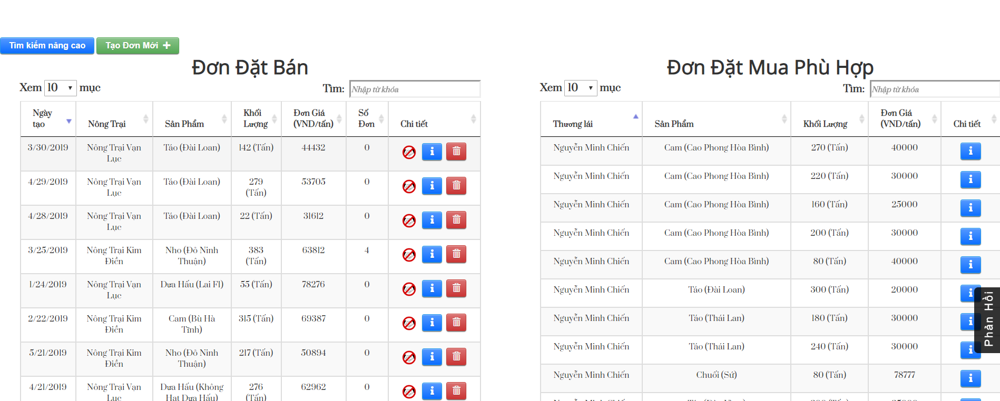 Tìm kiếm nâng cao Tạo Đơn Mới
Đơn Đặt Bán
Xem 10 mục Tìm: Nhập từ khóa
Ngày tạo Nông Trại Sản Phẩm Khối Lượng Đơn Giá (VND/tấn) Số Đơn Chi tiết
3/30/2019 Nông Trại Vạn Lục Táo (Đài Loan) 142 (Tấn) 44432 0
4/29/2019 Nông Trại Vạn Lục Táo (Đài Loan) 279 (Tấn) 53705 0
4/28/2019 Nông Trại Vạn Lục Táo (Đài Loan) 22 (Tấn) 31612 0
3/25/2019 Nông Trại Kim Điền Nho (Đỏ Ninh Thuận) 383 (Tấn) 63812 4
1/24/2019 Nông Trại Vạn Lục Dưa Hấu (Lai F1) 55 (Tấn) 78276 0
2/22/2019 Nông Trại Kim Điền Cam (Bù Hà Tĩnh) 315 (Tấn) 69387 0
5/21/2019 Nông Trại Kim Điền Nho (Đỏ Ninh Thuận) 217 (Tấn) 50894 0
4/21/2019 Nông Trại Vạn Lục Dưa Hấu (Không Hạt Dưa Hấu) 276 (Tấn) 62962 0
Đơn Đặt Mua Phù Hợp
Xem 10 mục Tìm: Nhập từ khóa
Thương lái Sản Phẩm Khối Lượng Đơn Giá (VND/tấn) Chi tiết
Nguyễn Minh Chiến Cam (Cao Phong Hòa Bình) 270 (Tấn) 40000
Nguyễn Minh Chiến Cam (Cao Phong Hòa Bình) 220 (Tấn) 30000
Nguyễn Minh Chiến Cam (Cao Phong Hòa Bình) 160 (Tấn) 25000
Nguyễn Minh Chiến Cam (Cao Phong Hòa Bình) 200 (Tấn) 30000
Nguyễn Minh Chiến Cam (Cao Phong Hòa Bình) 80 (Tấn) 40000
Nguyễn Minh Chiến Táo (Đài Loan) 300 (Tấn) 20000
Nguyễn Minh Chiến Táo (Thái Lan) 180 (Tấn) 30000
Nguyễn Minh Chiến Táo (Thái Lan) 240 (Tấn) 30000
Nguyễn Minh Chiến Chuối (Sứ) 80 (Tấn) 78777
Phản Hồi